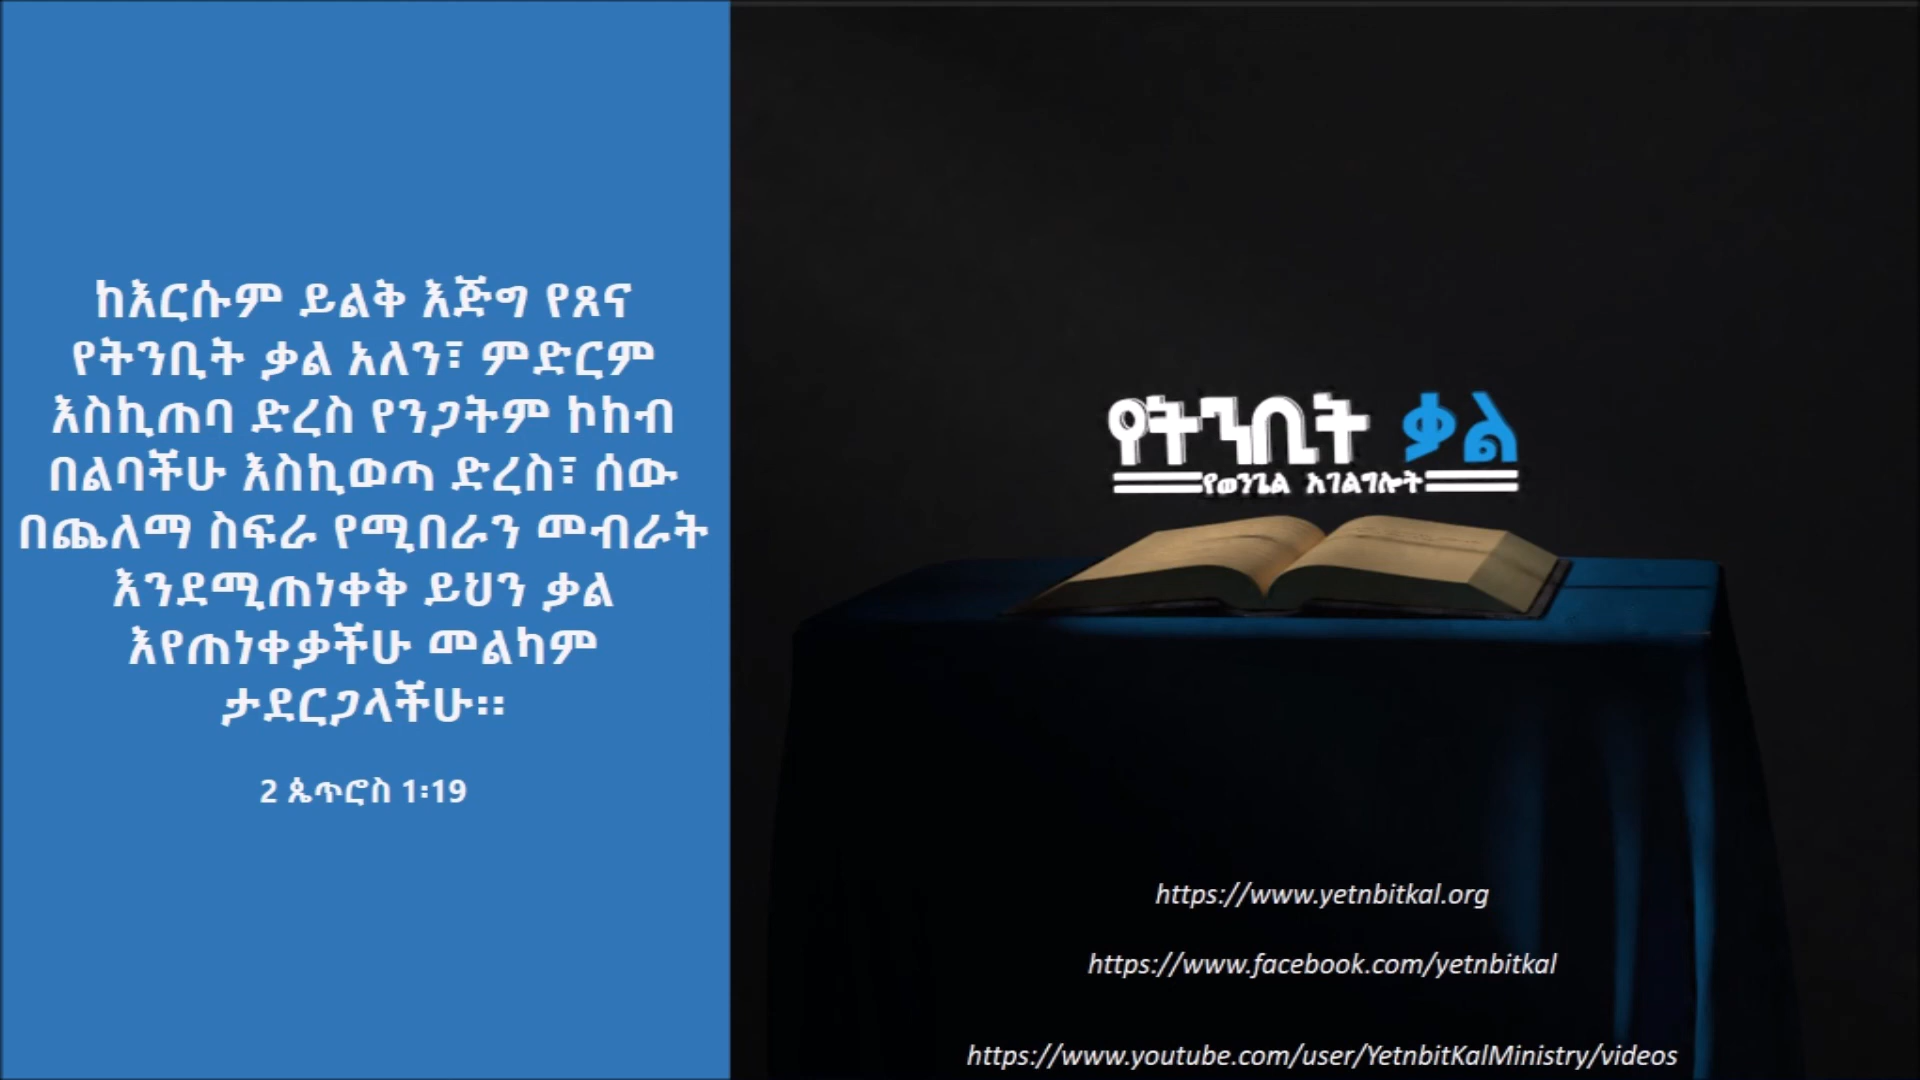 ከእርሱም ይልቅ እጅግ የጸና
የትንቢት ቃል አለን፣ ምድርም
እስኪጠባ ድረስ የንጋትም ኮከብ
በልባችሁ እስኪወጣ ድረስ፣ ሰው
በጨለማ ስፍራ የሚበራን መብራት
እንደሚጠነቀቅ ይህን ቃል
እየጠነቀቃችሁ መልካም
ታደርጋላችሁ።
2 ጴጥሮስ 1፡19
የትንቢት ቃል
የወንጌል አገልግሎት
https://www.yetnbitkal.org
https://www.facebook.com/yetnbitkal
https://www.youtube.com/user/YetnbitKalMinistry/videos